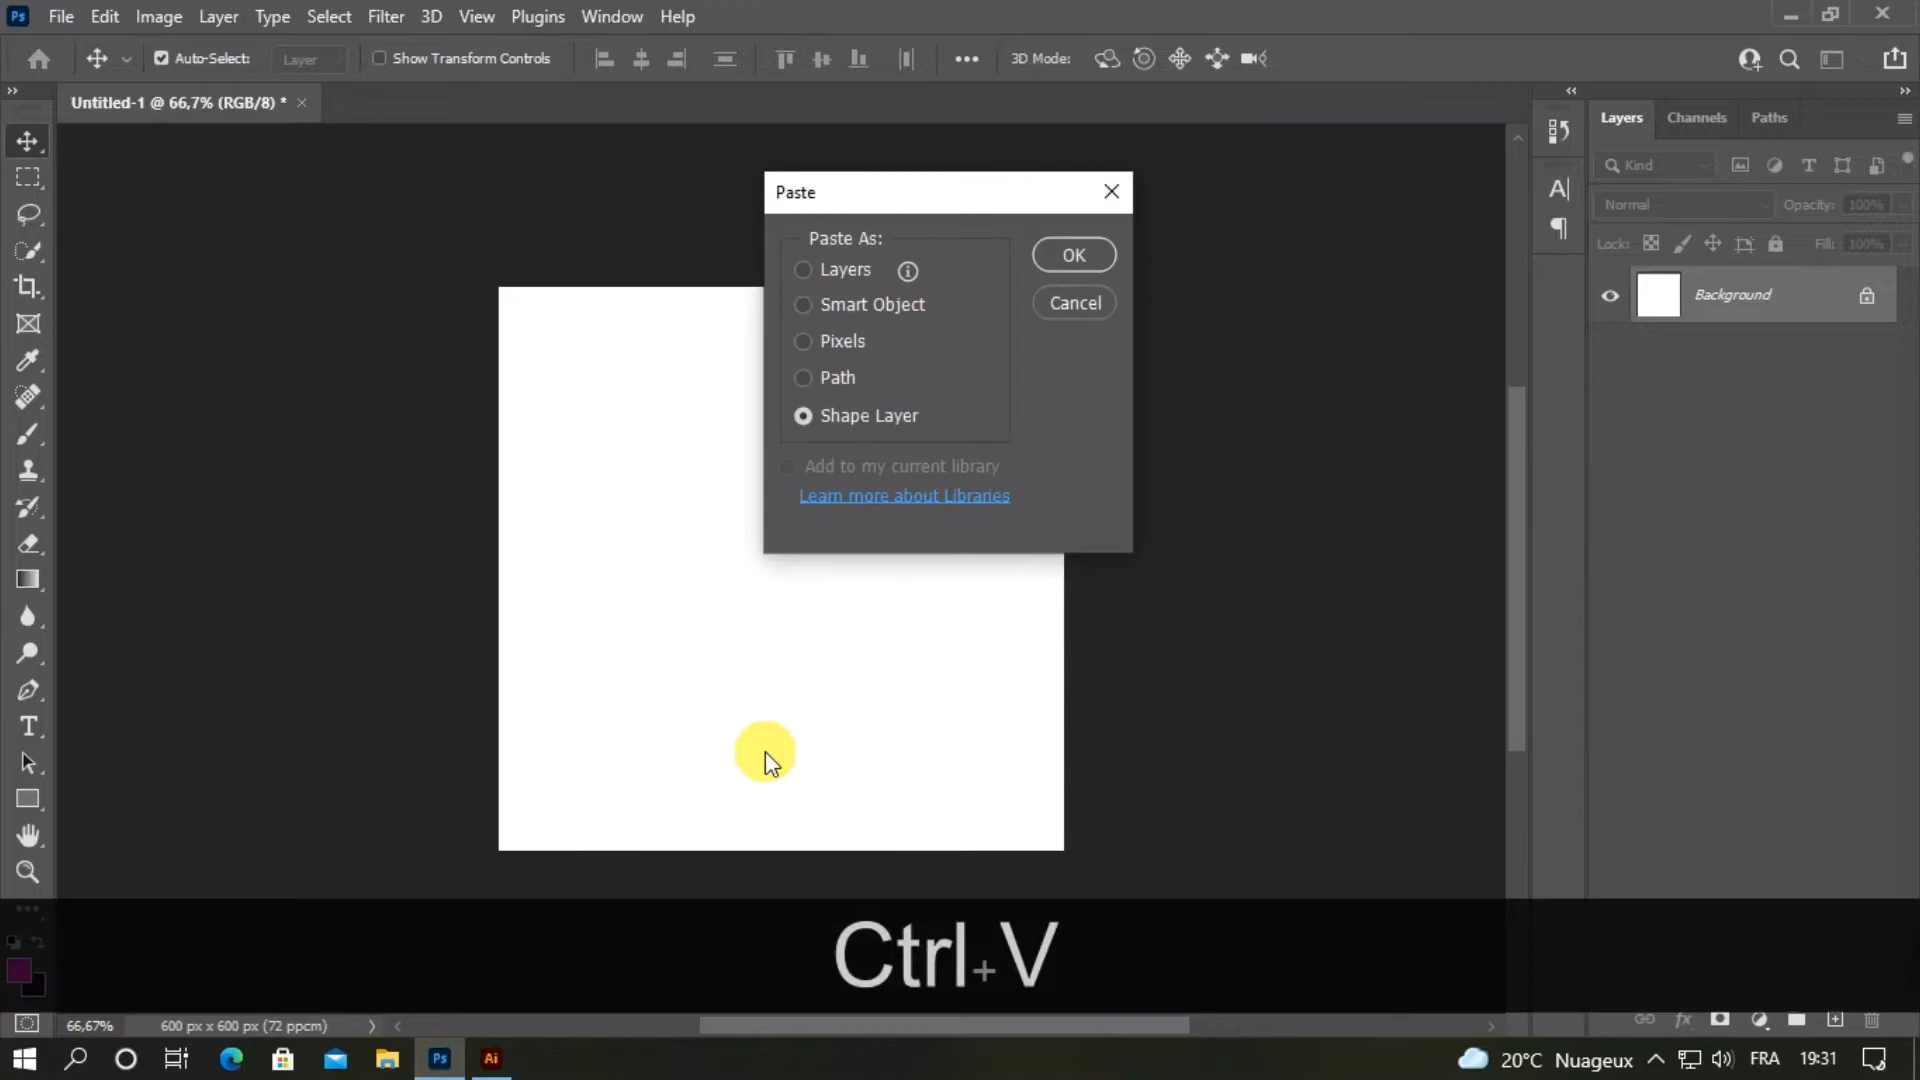 Ps File Edit Image Layer Type Select Filter 3D View Plugins Window Help
Auto-Select: Layer Show Transform Controls 3D Mode:
Untitled-1 @ 66,7% (RGB/8) *
Layers Channels Paths
Kind
Normal Opacity: 100%
Lock: Fill: 100%
Background
Paste
Paste As:
Layers
Smart Object
Pixels
Path
Shape Layer
OK
Cancel
Add to my current library
Learn more about Libraries
Ctrl+V
66,67% 600 px x 600 px (72 ppcm)
Ps Ai 20°C Nuageux FRA 19:31